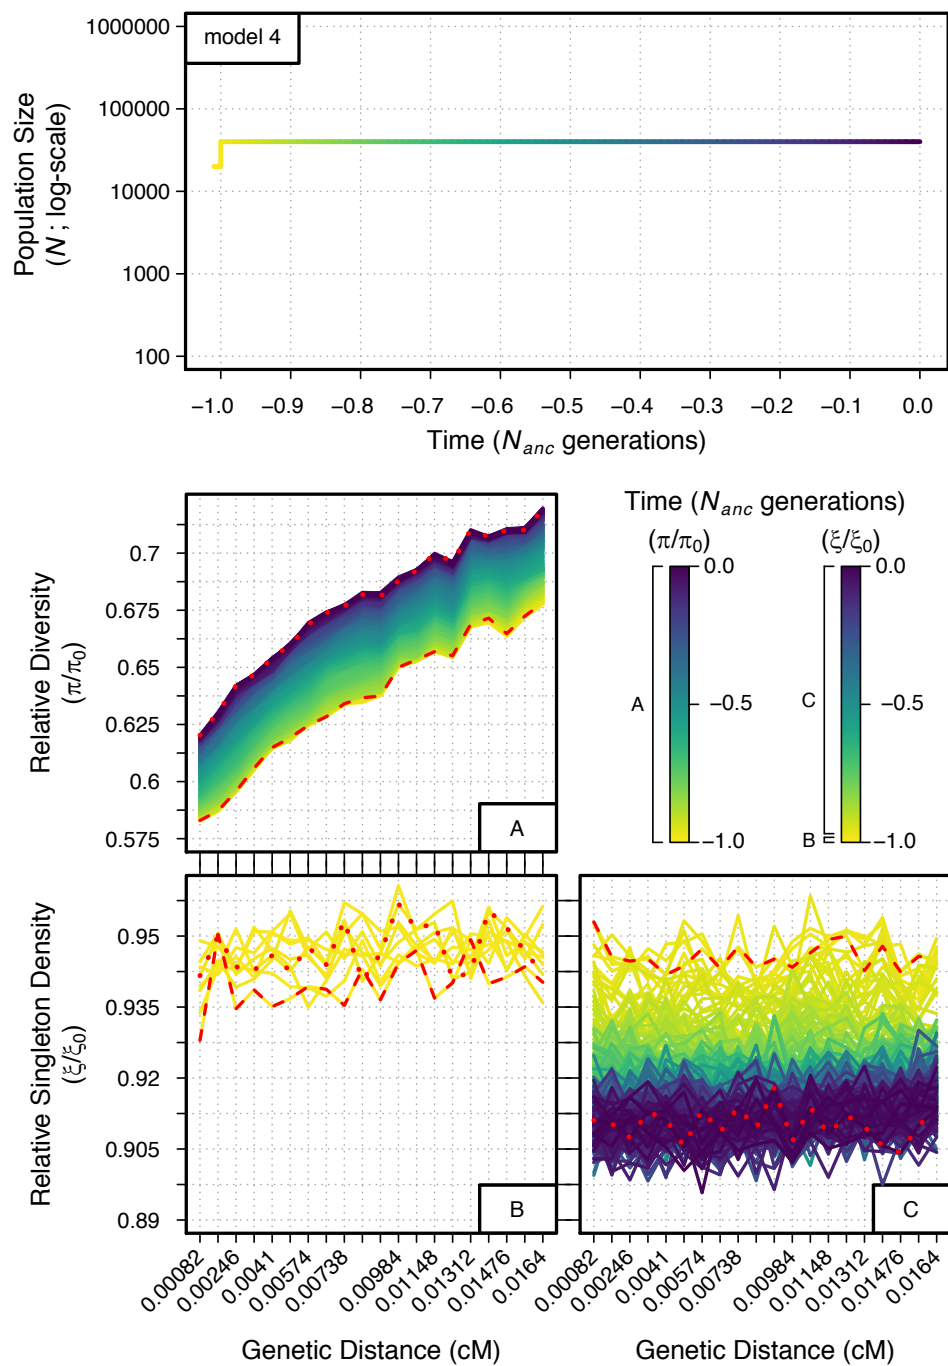 model 4
Population Size
(N ; log−scale)
1000000
100000
10000
1000
100
−1.0 −0.9 −0.8 −0.7 −0.6 −0.5 −0.4 −0.3 −0.2 −0.1 0.0
Time (Nanc generations)
Relative Diversity
(π/π0)
0.7
0.675
0.65
0.625
0.6
0.575
A
Time (Nanc generations)
(π/π0) (ξ/ξ0)
0.0 0.0
A −0.5 C −0.5
−1.0 B −1.0
Relative Singleton Density
(ξ/ξ0)
0.95
0.935
0.92
0.905
0.89
B
C
0.00082 0.00246 0.0041 0.00574 0.00738 0.00984 0.01148 0.01312 0.01476 0.0164
0.00082 0.00246 0.0041 0.00574 0.00738 0.00984 0.01148 0.01312 0.01476 0.0164
Genetic Distance (cM)
Genetic Distance (cM)